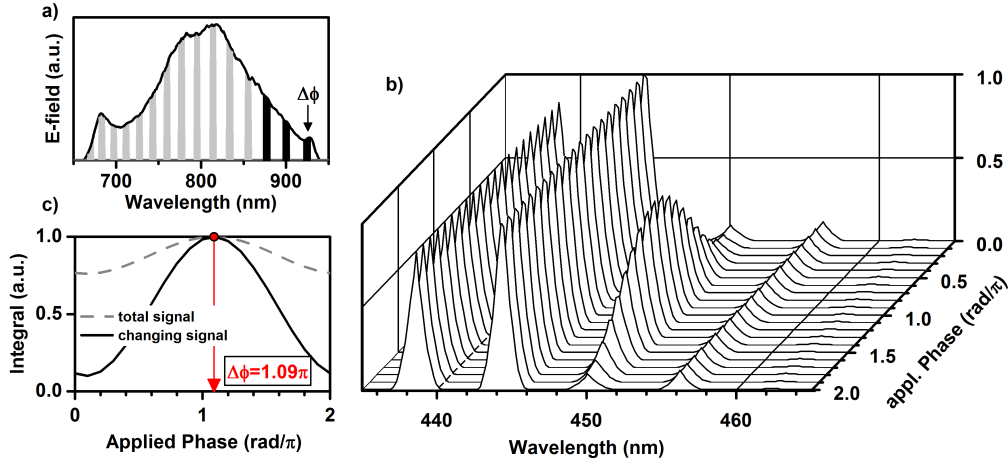 a)
E-field (a.u.)
Δϕ
700
800
900
Wavelength (nm)
b)
1.0
0.5
0.0
0.5
1.0
1.5
2.0
appl. Phase (rad/π)
440
450
460
Wavelength (nm)
c)
Integral (a.u.)
1.0
0.5
0.0
total signal
changing signal
Δϕ=1.09π
0
1
2
Applied Phase (rad/π)